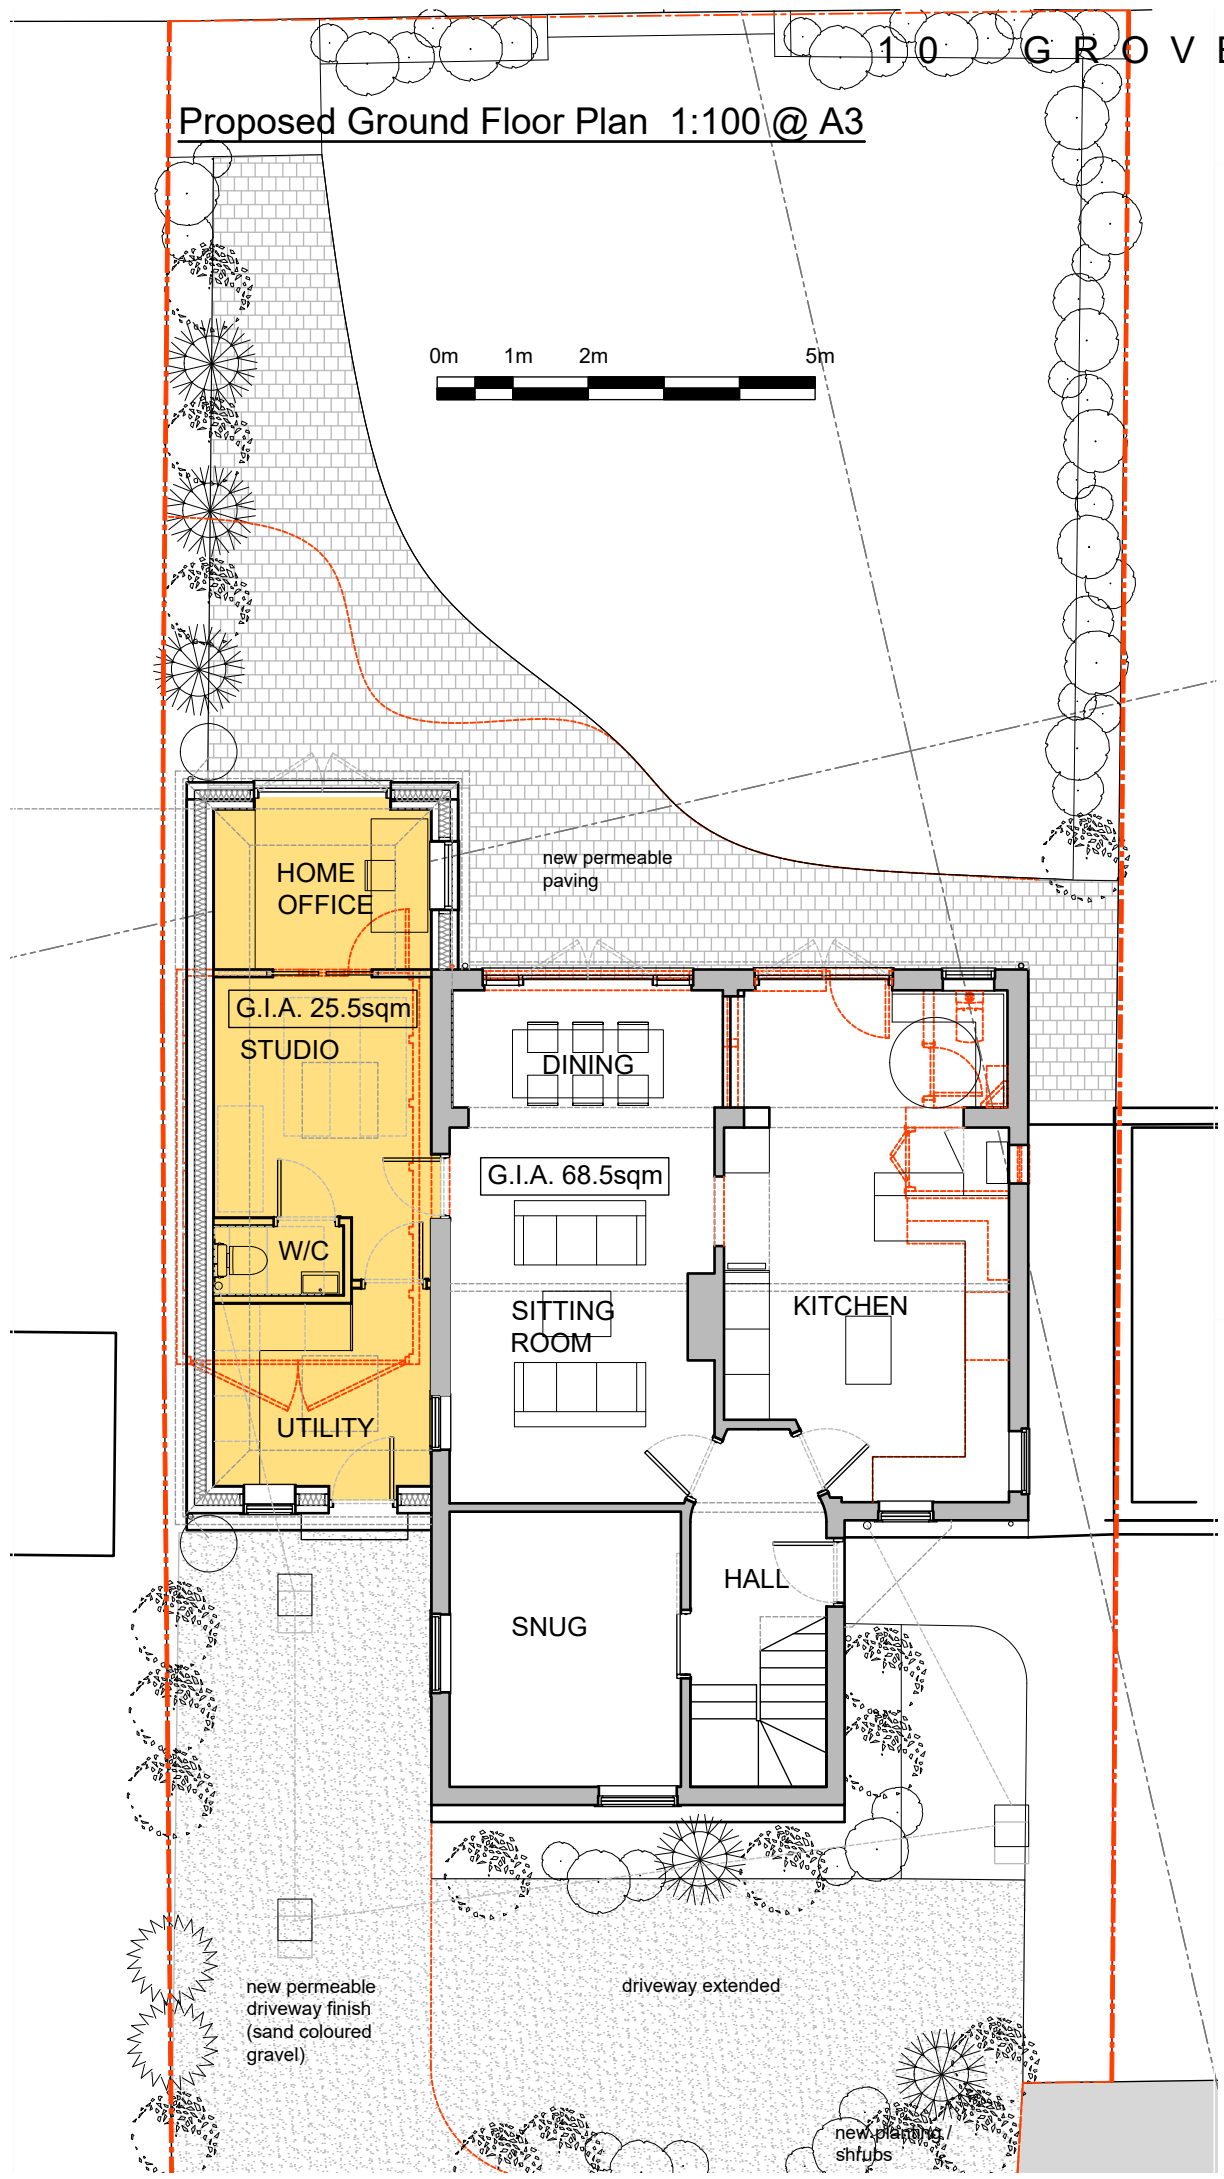 10 GROVE
Proposed Ground Floor Plan 1:100 @ A3
0m 1m 2m 5m
HOME
OFFICE
new permeable
paving
G.I.A. 25.5sqm
STUDIO
DINING
G.I.A. 68.5sqm
W/C
SITTING
ROOM
KITCHEN
UTILITY
HALL
SNUG
new permeable
driveway finish
(sand coloured
gravel)
driveway extended
new planting /
shrubs